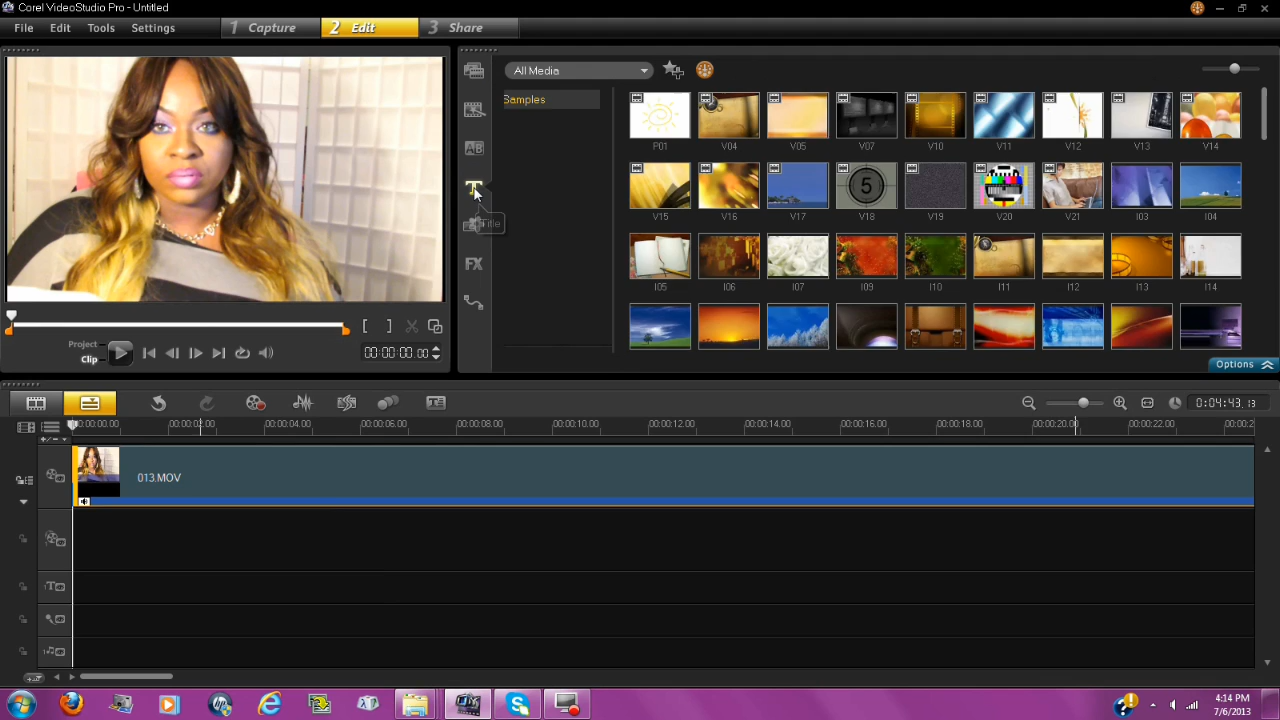 Corel VideoStudio Pro - Untitled
File Edit Tools Settings 1 Capture 2 Edit 3 Share
All Media
Samples
P01 V04 V05 V07 V10 V11 V12 V13 V14
AB
5
V15 V16 V17 V18 V19 V20 V21 I03 I04
Title
FX
I05 I06 I07 I09 I10 I11 I12 I13 I14
Project
Clip
00:00:00.00
Options
0:04:43.13
00:00:00.00 00:00:02.00 00:00:04.00 00:00:06.00 00:00:08.00 00:00:10.00 00:00:12.00 00:00:14.00 00:00:16.00 00:00:18.00 00:00:20.00 00:00:22.00
013.MOV
4:14 PM
7/6/2013